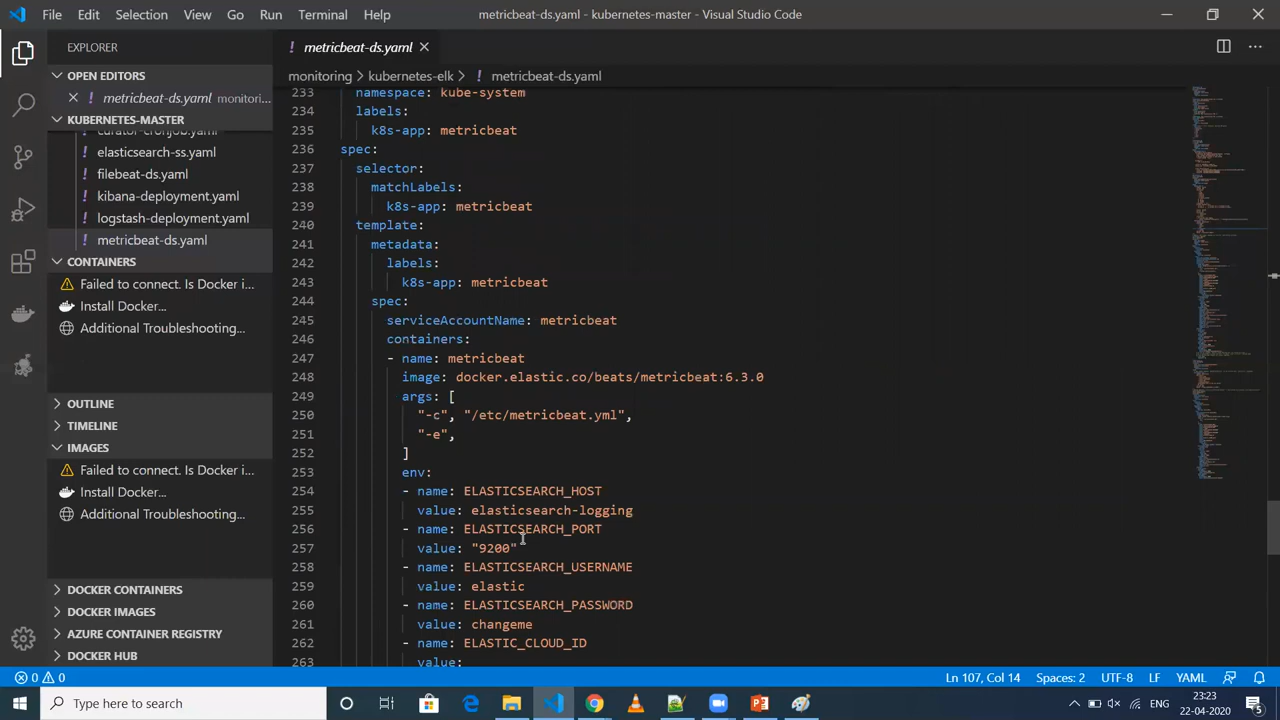 File Edit Selection View Go Run Terminal Help
metricbeat-ds.yaml - kubernetes-master - Visual Studio Code
EXPLORER
OPEN EDITORS
metricbeat-ds.yaml monitori...
KUBERNETES-MASTER
curator-cronjob.yaml
! elasticsearch-ss.yaml
! filebeat-ds.yaml
! kibana-deployment.yaml
! logstash-deployment.yaml
! metricbeat-ds.yaml
CONTAINERS
Failed to connect. Is Docker i...
Install Docker...
Additional Troubleshooting...
OUTLINE
TIMELINE
IMAGES
Failed to connect. Is Docker i...
Install Docker...
Additional Troubleshooting...
DOCKER CONTAINERS
DOCKER IMAGES
AZURE CONTAINER REGISTRY
DOCKER HUB
! metricbeat-ds.yaml
monitoring > kubernetes-elk > ! metricbeat-ds.yaml
233 namespace: kube-system
234 labels:
235 k8s-app: metricbeat
236 spec:
237 selector:
238 matchLabels:
239 k8s-app: metricbeat
240 template:
241 metadata:
242 labels:
243 k8s-app: metricbeat
244 spec:
245 serviceAccountName: metricbeat
246 containers:
247 - name: metricbeat
248 image: docker.elastic.co/beats/metricbeat:6.3.0
249 args: [
250 "-c", "/etc/metricbeat.yml",
251 "-e",
252 ]
253 env:
254 - name: ELASTICSEARCH_HOST
255 value: elasticsearch-logging
256 - name: ELASTICSEARCH_PORT
257 value: "9200"
258 - name: ELASTICSEARCH_USERNAME
259 value: elastic
260 - name: ELASTICSEARCH_PASSWORD
261 value: changeme
262 - name: ELASTIC_CLOUD_ID
263 value:
0 0
Ln 107, Col 14 Spaces: 2 UTF-8 LF YAML
Type here to search
ENG
23:23
22-04-2020
5